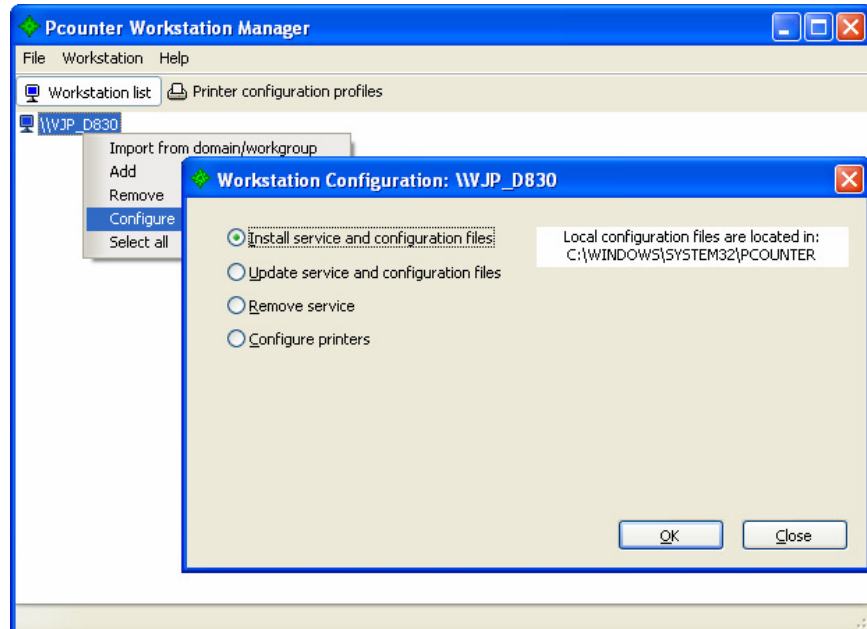 Pcounter Workstation Manager
File Workstation Help
Workstation list Printer configuration profiles
\\VJP_D830
Import from domain/workgroup
Add
Remove
Configure
Select all
Workstation Configuration: \\VJP_D830
Install service and configuration files
Update service and configuration files
Remove service
Configure printers
Local configuration files are located in:
C:\WINDOWS\SYSTEM32\PCOUNTER
OK Close